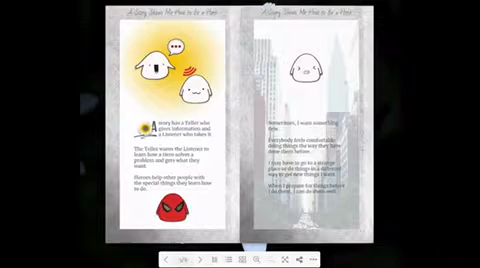 A Story Shows Me How to Be a Hero
A story has a Teller who
gives information and
a Listener who takes it.
The Teller wants the Listener to
learn how a Hero solves a
problem and gets what they
want.
Heroes help other people with
the special things they learn how
to do.
A Story Shows Me How to Be a Hero
Sometimes, I want something
new.
Everybody feels comfortable
doing things the way they have
done them before.
I may have to go to a strange
place or do things in a different
way to get new things I want.
When I prepare for things before
I do them, I can do them well.